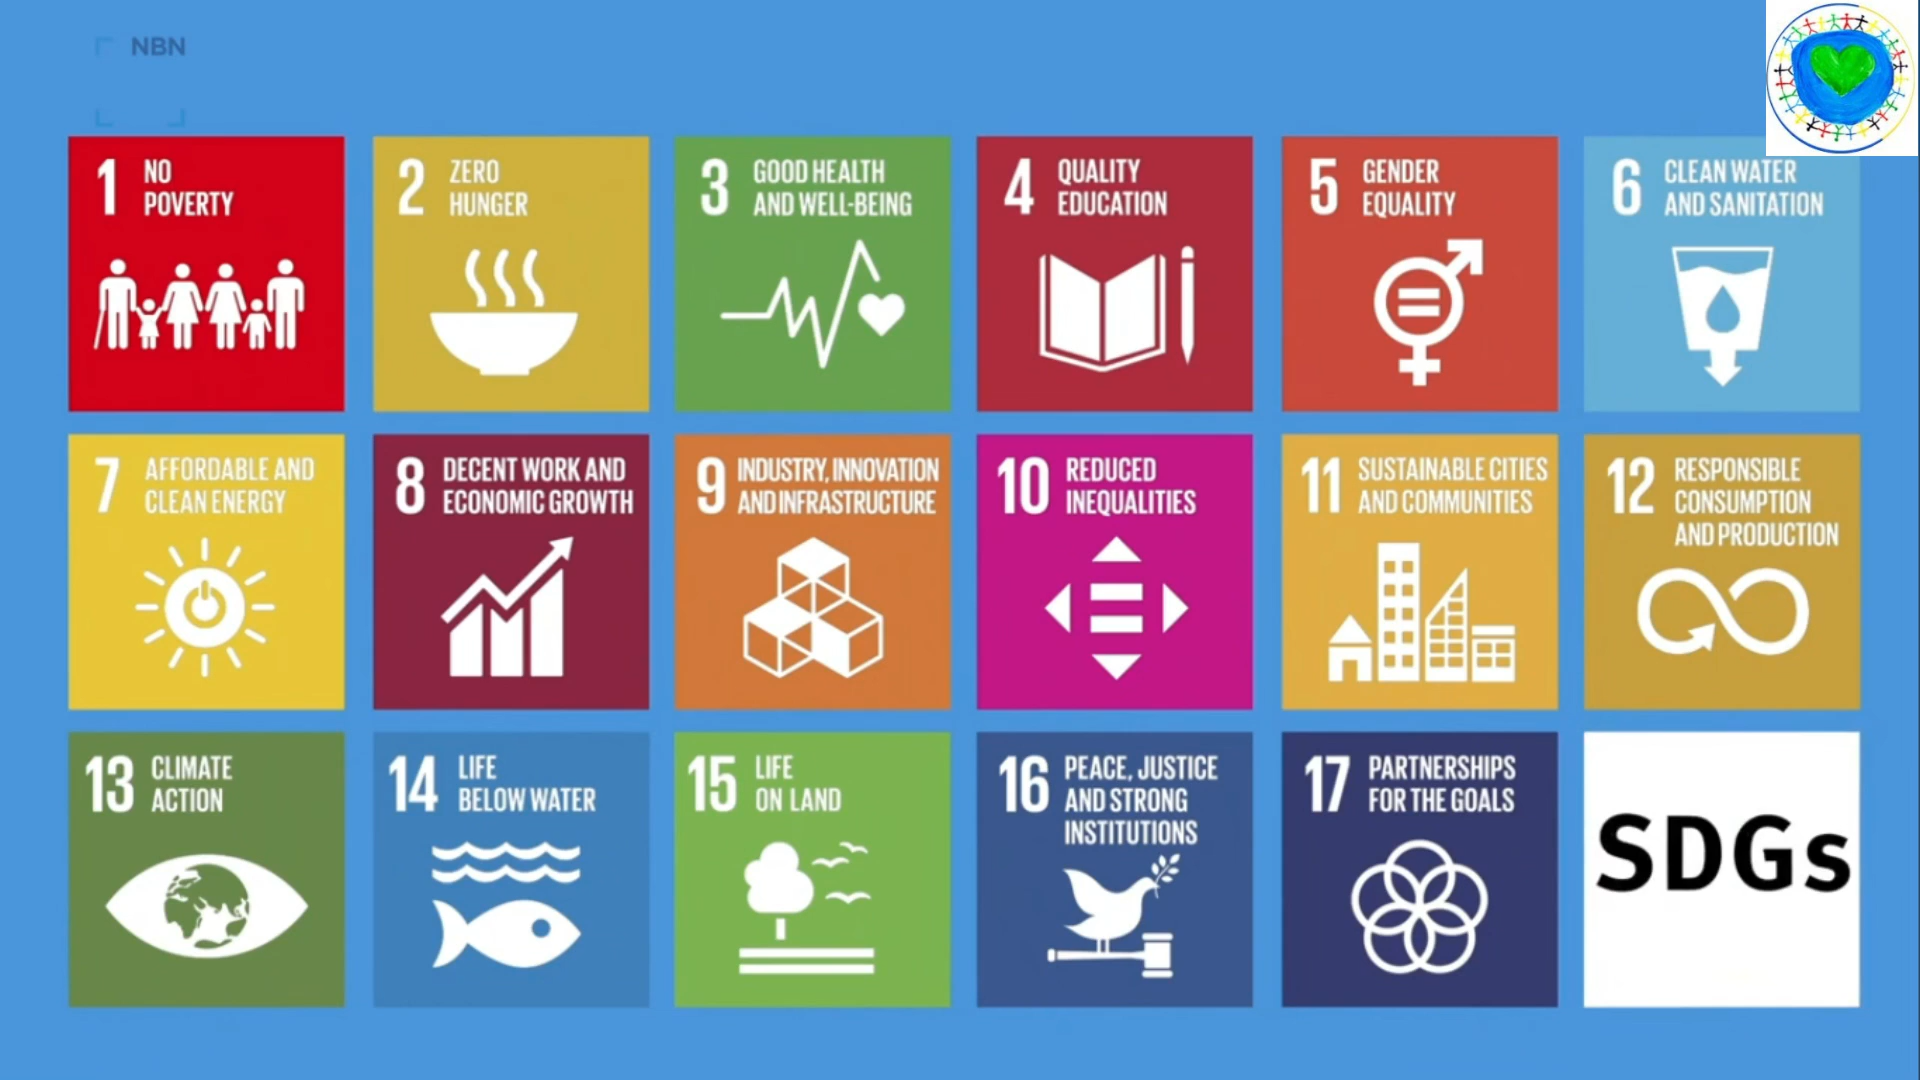 NBN
1 NO
POVERTY
2 ZERO
HUNGER
3 GOOD HEALTH
AND WELL-BEING
4 QUALITY
EDUCATION
5 GENDER
EQUALITY
6 CLEAN WATER
AND SANITATION
7 AFFORDABLE AND
CLEAN ENERGY
8 DECENT WORK AND
ECONOMIC GROWTH
9 INDUSTRY, INNOVATION
AND INFRASTRUCTURE
10 REDUCED
INEQUALITIES
11 SUSTAINABLE CITIES
AND COMMUNITIES
12 RESPONSIBLE
CONSUMPTION
AND PRODUCTION
13 CLIMATE
ACTION
14 LIFE
BELOW WATER
15 LIFE
ON LAND
16 PEACE, JUSTICE
AND STRONG
INSTITUTIONS
17 PARTNERSHIPS
FOR THE GOALS
SDGs